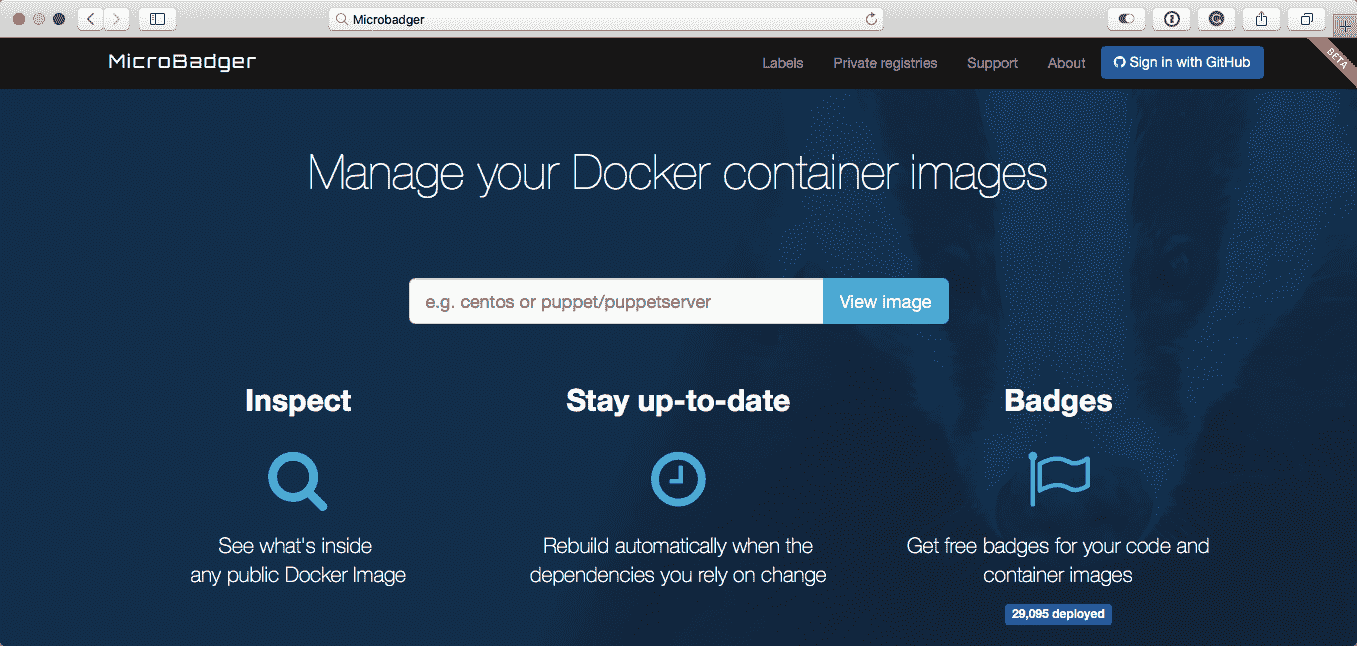 Microbadger
MicroBadger
Labels
Private registries
Support
About
Sign in with GitHub
BETA
Manage your Docker container images
e.g. centos or puppet/puppetserver
View image
Inspect
See what's inside
any public Docker Image
Stay up-to-date
Rebuild automatically when the
dependencies you rely on change
Badges
Get free badges for your code and
container images
29,095 deployed